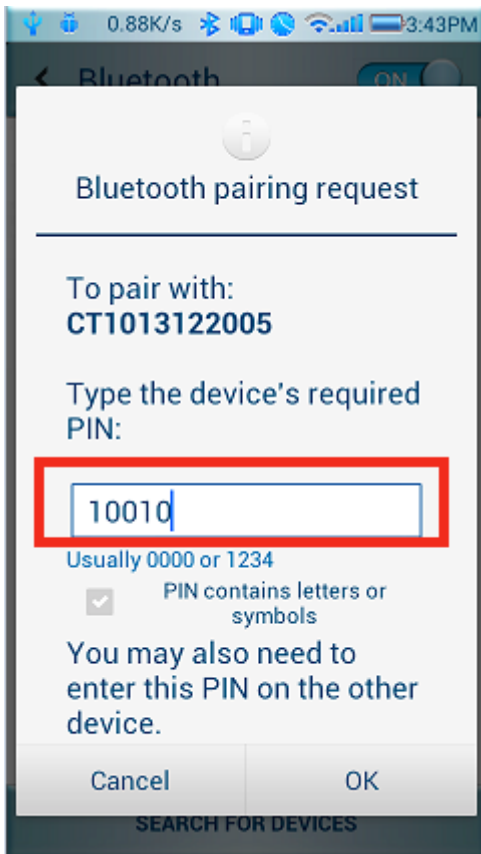 0.88K/s 3:43PM
Bluetooth ON
Bluetooth pairing request
To pair with:
CT1013122005
Type the device's required
PIN:
10010
Usually 0000 or 1234
PIN contains letters or
symbols
You may also need to
enter this PIN on the other
device.
Cancel OK
SEARCH FOR DEVICES